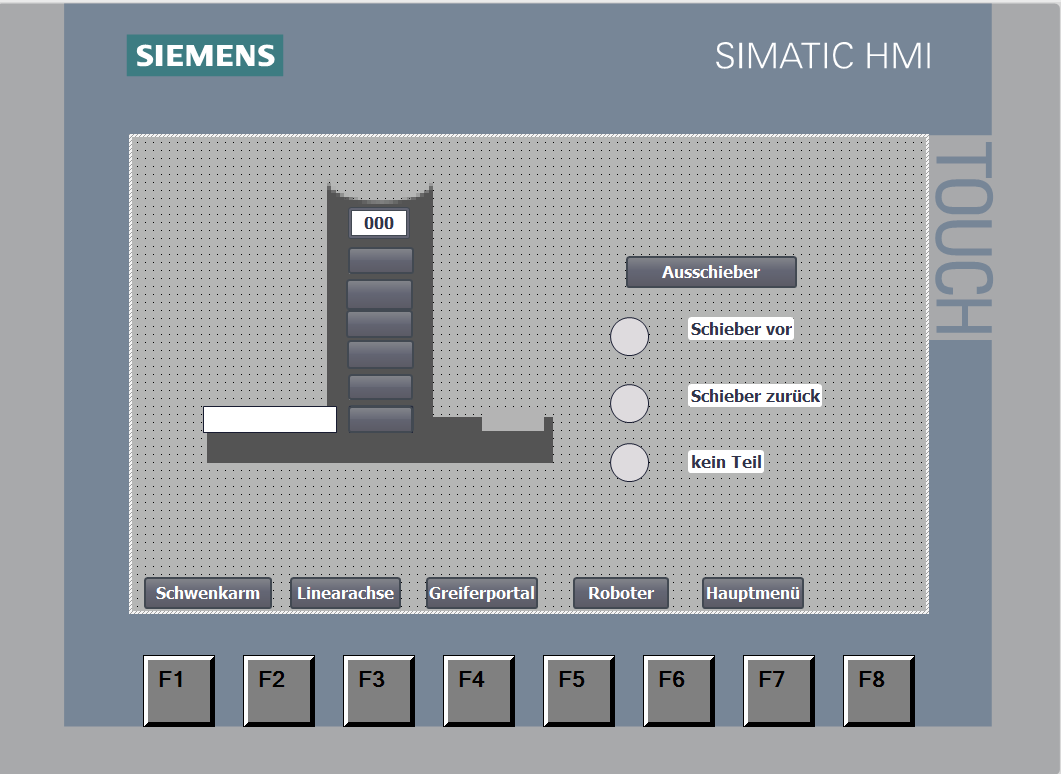 SIEMENS
SIMATIC HMI
TOUCH
000
Ausschieber
Schieber vor
Schieber zurück
kein Teil
Schwenkarm
Linearachse
Greiferportal
Roboter
Hauptmenü
F1
F2
F3
F4
F5
F6
F7
F8